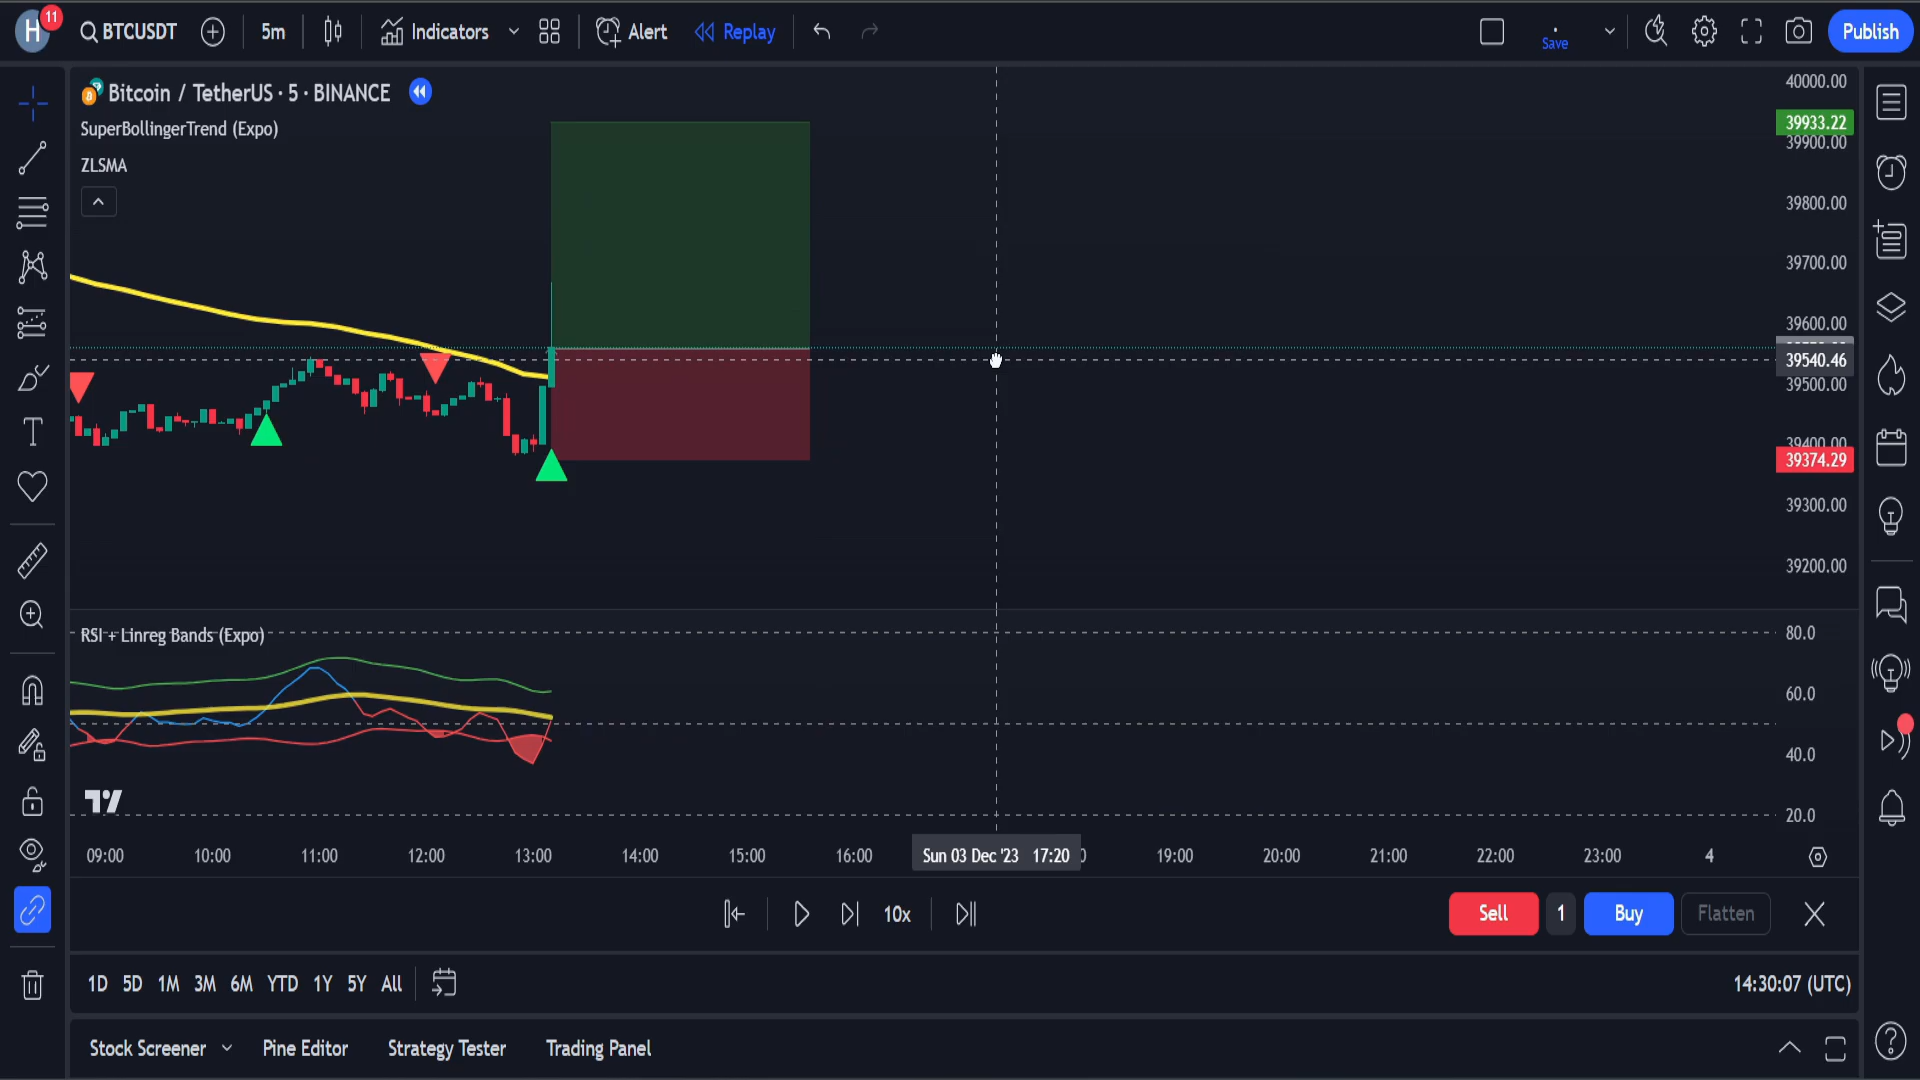 H
11
BTCUSDT
5m
Indicators
Alert
Replay
Save
Publish
Bitcoin / TetherUS · 5 · BINANCE
SuperBollingerTrend (Expo)
ZLSMA
40000.00
39933.22
39900.00
39800.00
39700.00
39600.00
39540.46
39500.00
39400.00
39374.29
39300.00
39200.00
RSI + Linreg Bands (Expo)
80.0
60.0
40.0
20.0
09:00 10:00 11:00 12:00 13:00 14:00 15:00 16:00 Sun 03 Dec '23 17:20 19:00 20:00 21:00 22:00 23:00 4
10x
Sell 1 Buy Flatten
1D 5D 1M 3M 6M YTD 1Y 5Y All
14:30:07 (UTC)
Stock Screener Pine Editor Strategy Tester Trading Panel